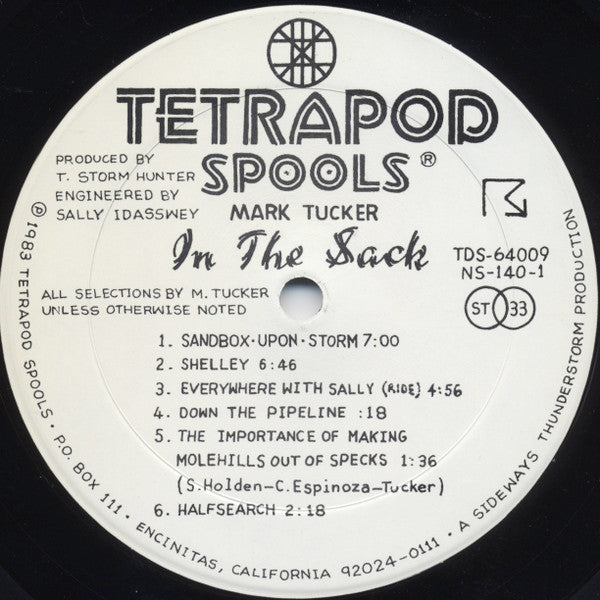 TETRAPOD
SPOOLS®
PRODUCED BY
T. STORM HUNTER
ENGINEERED BY
SALLY IDASSWEY
MARK TUCKER
In The Sack
TDS-64009
NS-140-1
ST 33
ALL SELECTIONS BY M. TUCKER
UNLESS OTHERWISE NOTED
1. SANDBOX·UPON·STORM 7:00
2. SHELLEY 6:46
3. EVERYWHERE WITH SALLY (RIDE) 4:56
4. DOWN THE PIPELINE :18
5. THE IMPORTANCE OF MAKING
MOLEHILLS OUT OF SPECKS 1:36
(S.Holden-C.Espinoza-Tucker)
6. HALFSEARCH 2:18
℗ 1983 TETRAPOD SPOOLS · P.O. BOX 111 · ENCINITAS, CALIFORNIA 92024-0111 · A SIDEWAYS THUNDERSTORM PRODUCTION